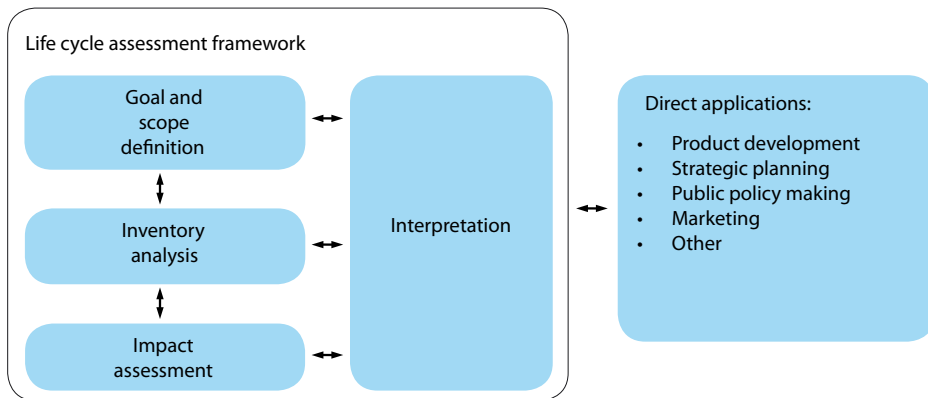 Life cycle assessment framework
Goal and
scope
definition
Inventory
analysis
Impact
assessment
Interpretation
Direct applications:
• Product development
• Strategic planning
• Public policy making
• Marketing
• Other